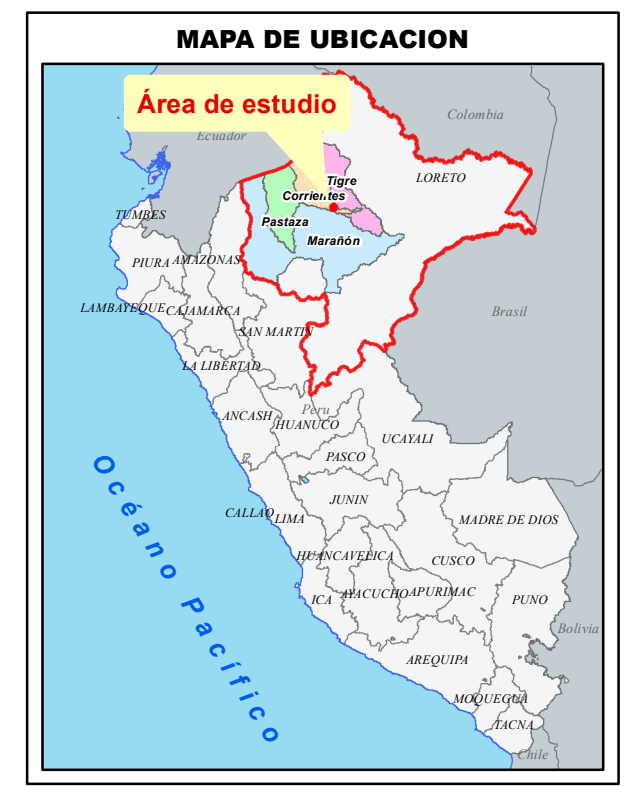 MAPA DE UBICACION
Área de estudio
Colombia
Ecuador
LORETO
Tigre
Corrientes
TUMBES
Pastaza
Marañón
PIURA
AMAZONAS
LAMBAYEQUE
CAJAMARCA
Brasil
SAN MARTIN
LA LIBERTAD
Peru
ANCASH
HUANUCO
UCAYALI
PASCO
Océano Pacífico
JUNIN
CALLAO
LIMA
MADRE DE DIOS
HUANCAVELICA
CUSCO
ICA
AYACUCHO
APURIMAC
PUNO
Bolivia
AREQUIPA
MOQUEGUA
TACNA
Chile